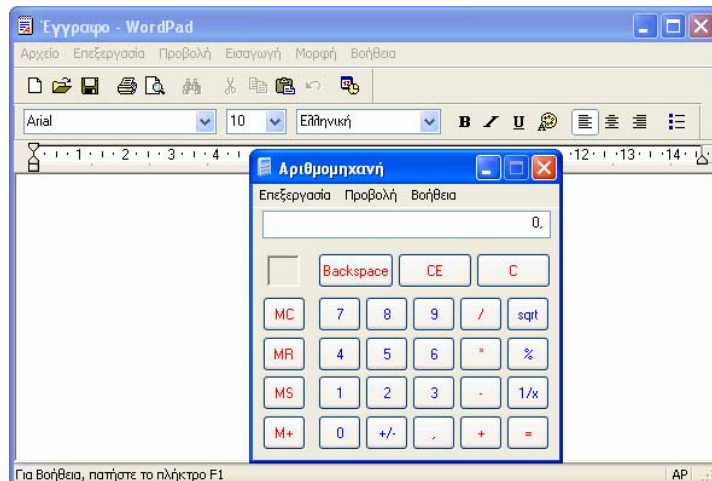 Έγγραφο - WordPad
Αρχείο Επεξεργασία Προβολή Εισαγωγή Μορφή Βοήθεια
Arial 10 Ελληνική B / U
1 2 3 4 12 13 14
Αριθμομηχανή
Επεξεργασία Προβολή Βοήθεια
0,
Backspace CE C
MC 7 8 9 / sqrt
MR 4 5 6 * %
MS 1 2 3 - 1/x
M+ 0 +/- , + =
Για Βοήθεια, πατήστε το πλήκτρο F1 ΑΡ